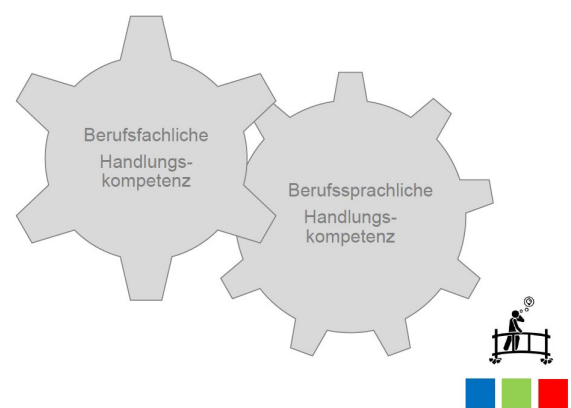 Berufsfachliche
Handlungs-
kompetenz
Berufssprachliche
Handlungs-
kompetenz